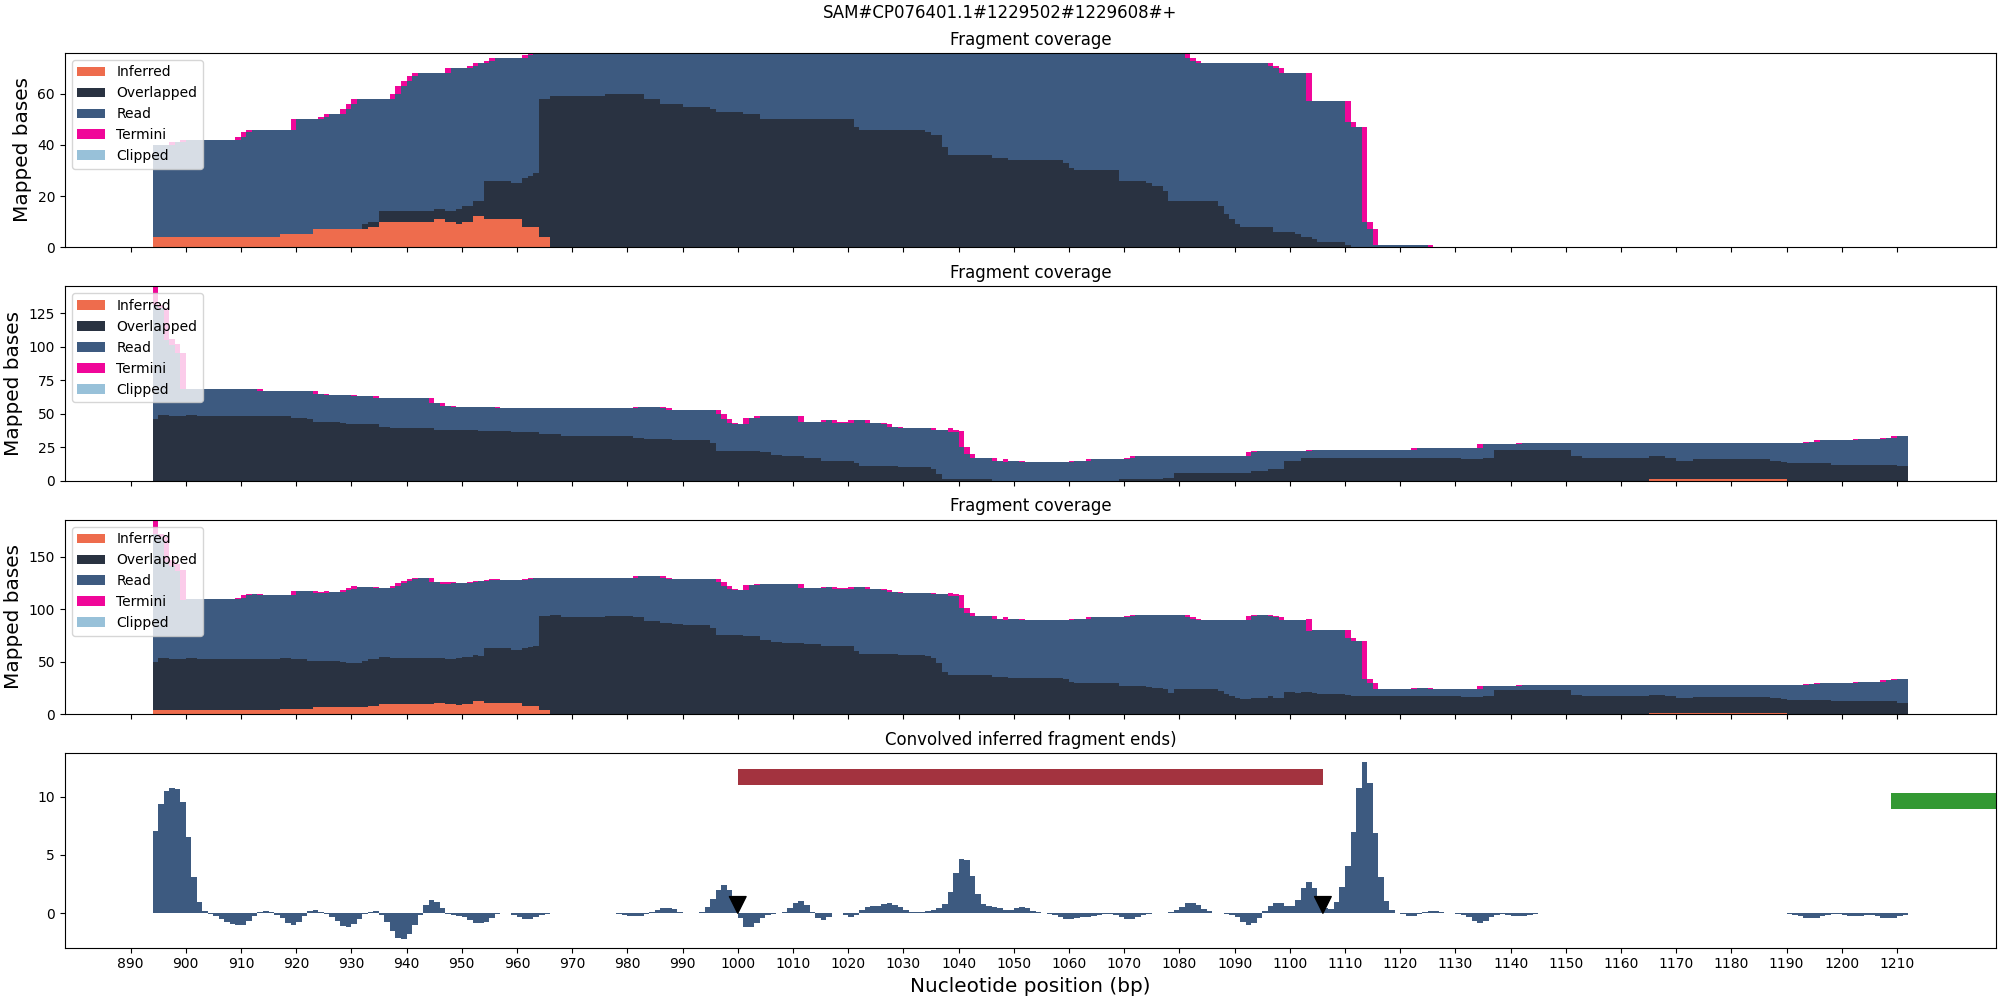 SAM#CP076401.1#1229502#1229608#+
Fragment coverage
Mapped bases
60
40
20
0
Inferred
Overlapped
Read
Termini
Clipped
Fragment coverage
Mapped bases
125
100
75
50
25
0
Inferred
Overlapped
Read
Termini
Clipped
Fragment coverage
Mapped bases
150
100
50
0
Inferred
Overlapped
Read
Termini
Clipped
Convolved inferred fragment ends)
10
5
0
890 900 910 920 930 940 950 960 970 980 990 1000 1010 1020 1030 1040 1050 1060 1070 1080 1090 1100 1110 1120 1130 1140 1150 1160 1170 1180 1190 1200 1210
Nucleotide position (bp)